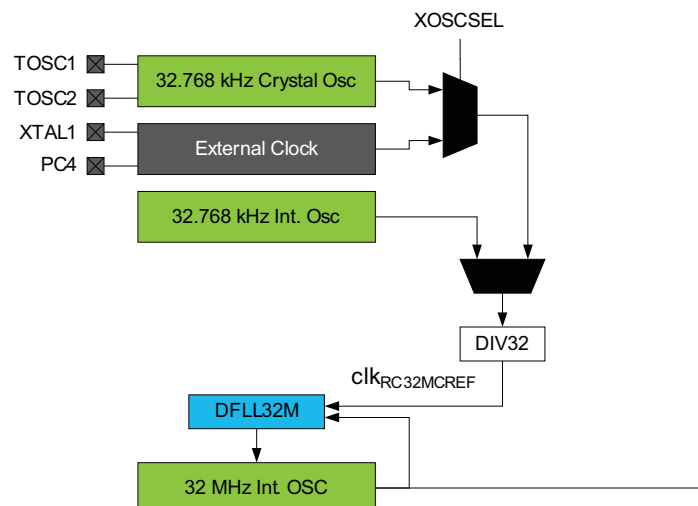 XOSCSEL
TOSC1
32.768 kHz Crystal Osc
TOSC2
XTAL1
External Clock
PC4
32.768 kHz Int. Osc
DIV32
clkRC32MCREF
DFLL32M
32 MHz Int. OSC